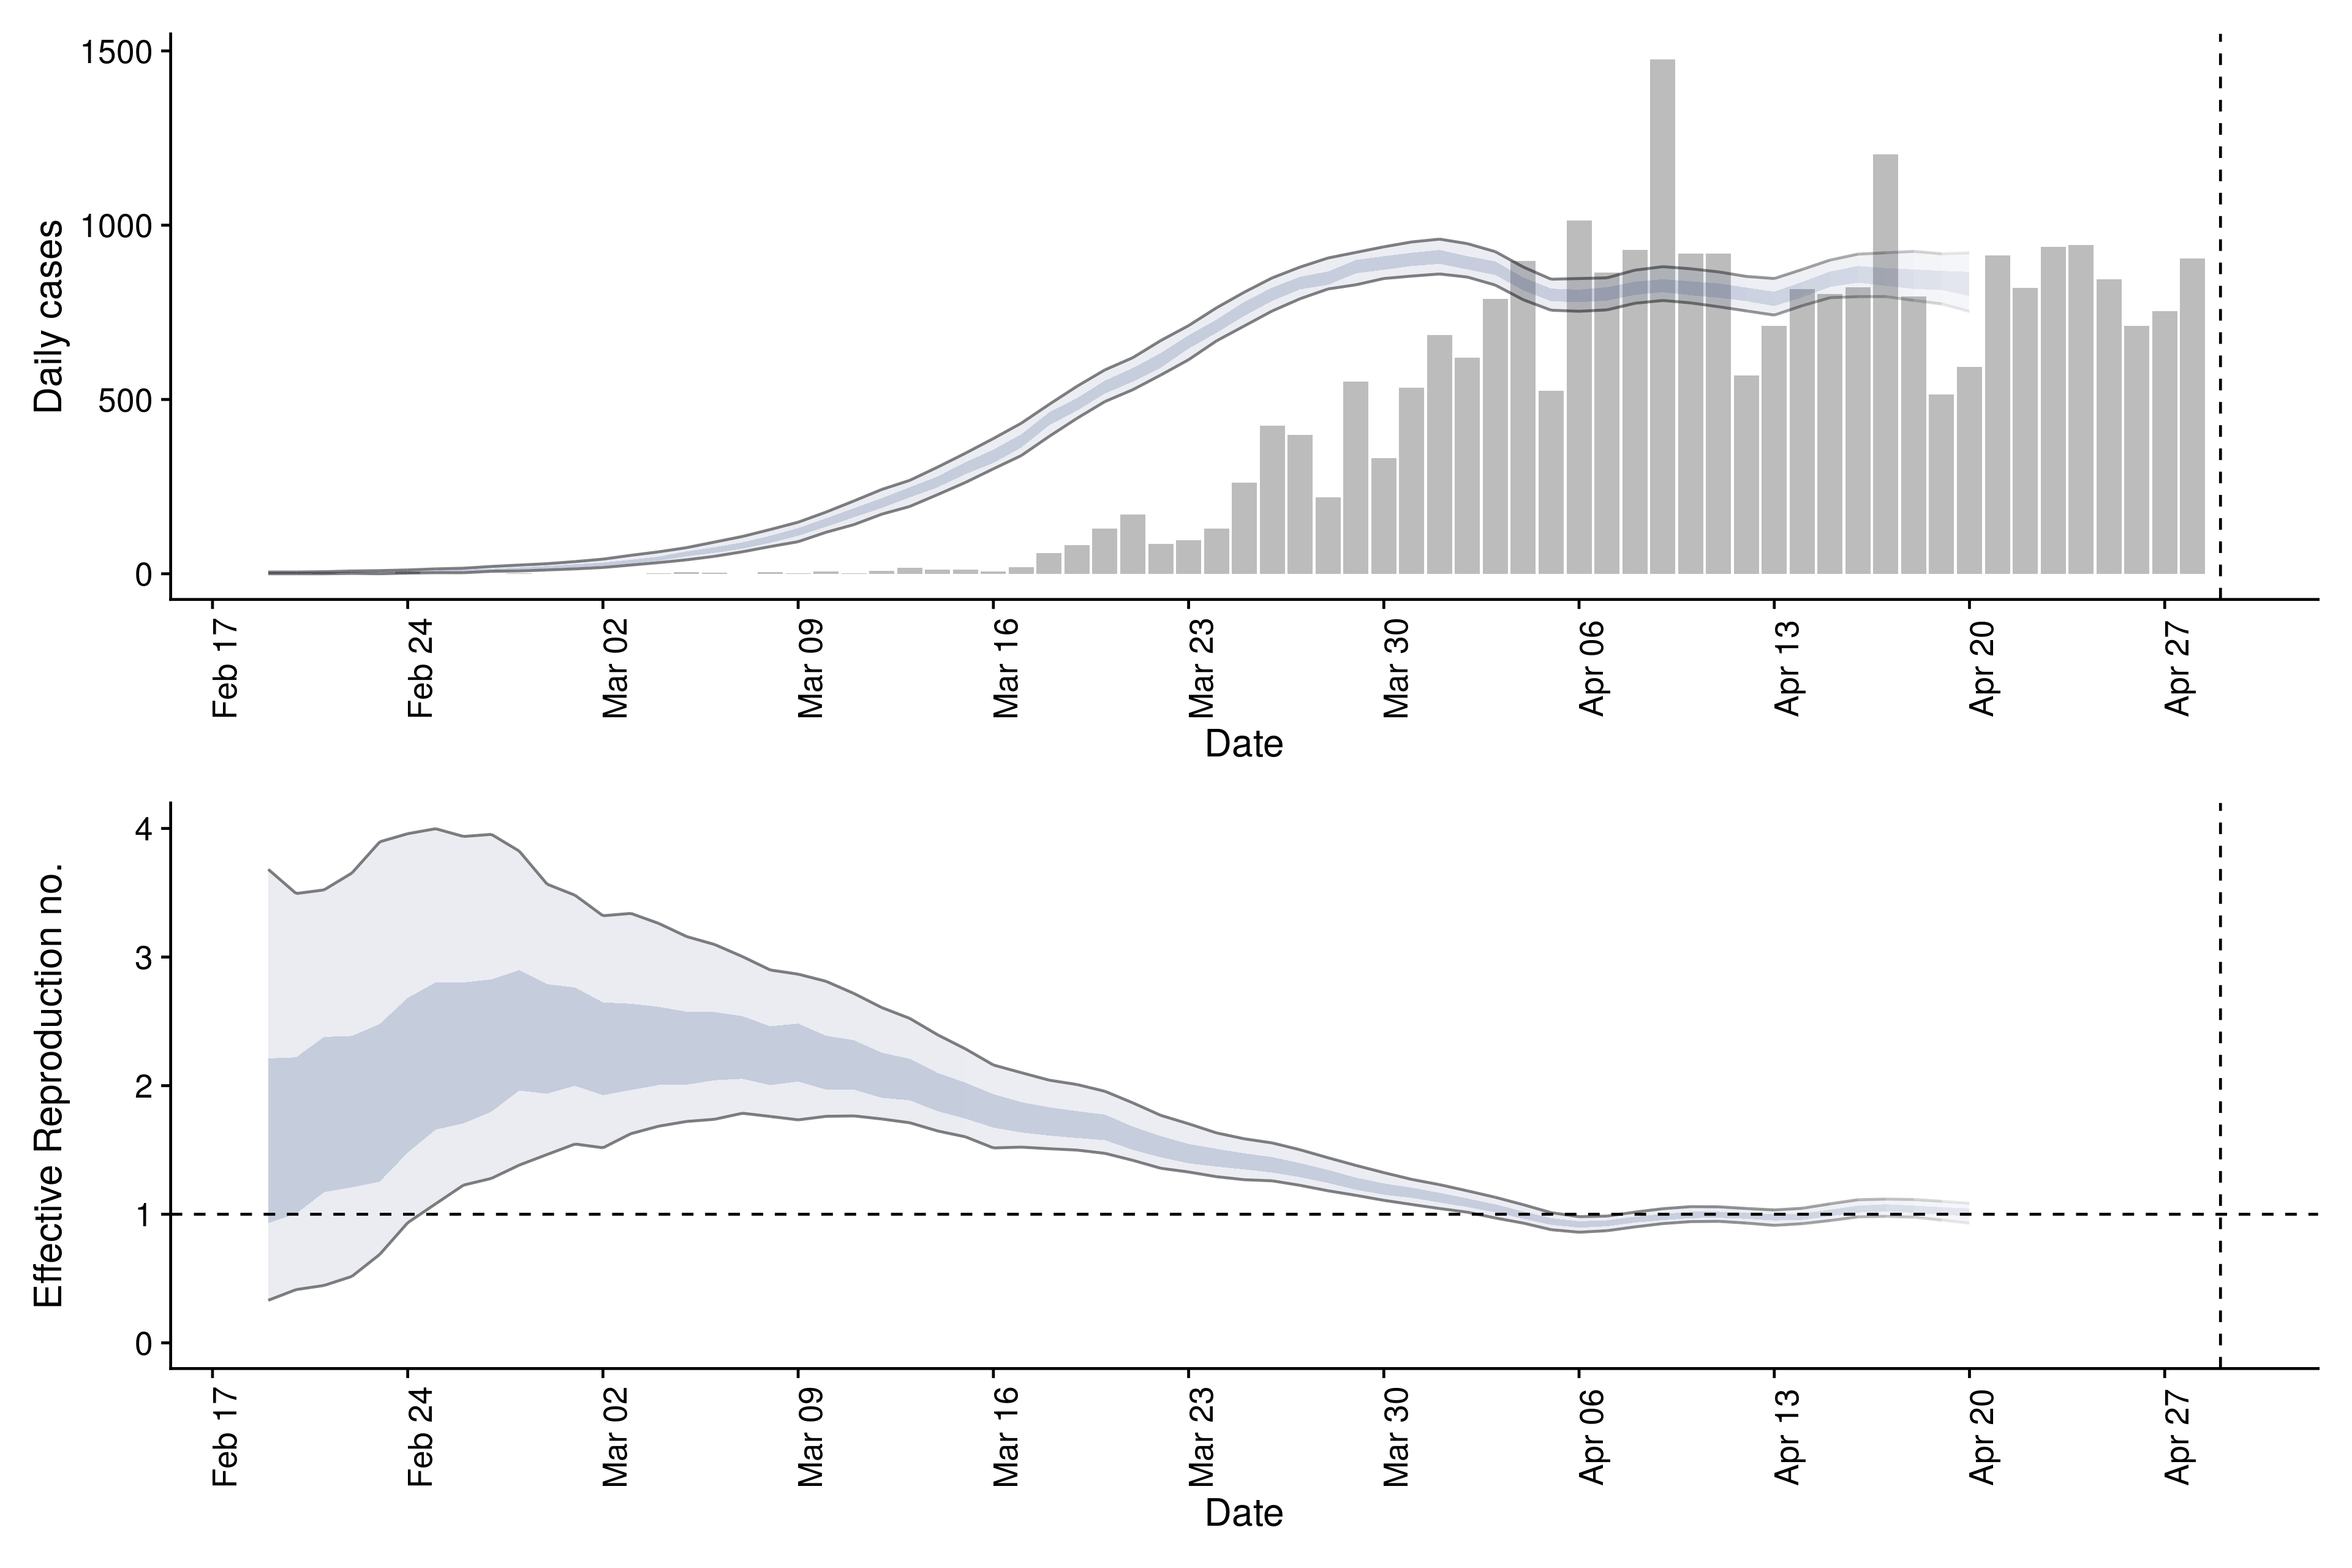 Daily cases
1500
1000
500
0
Feb 17
Feb 24
Mar 02
Mar 09
Mar 16
Mar 23
Mar 30
Apr 06
Apr 13
Apr 20
Apr 27
Date
Effective Reproduction no.
4
3
2
1
0
Feb 17
Feb 24
Mar 02
Mar 09
Mar 16
Mar 23
Mar 30
Apr 06
Apr 13
Apr 20
Apr 27
Date